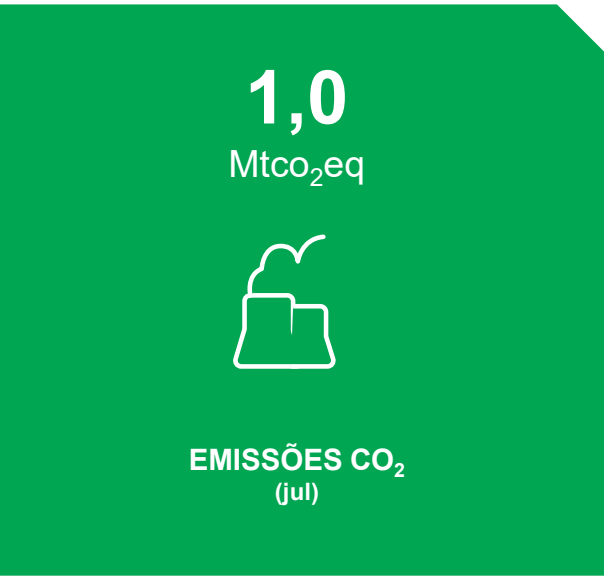 1,0
Mtco₂eq
EMISSÕES CO₂
(jul)